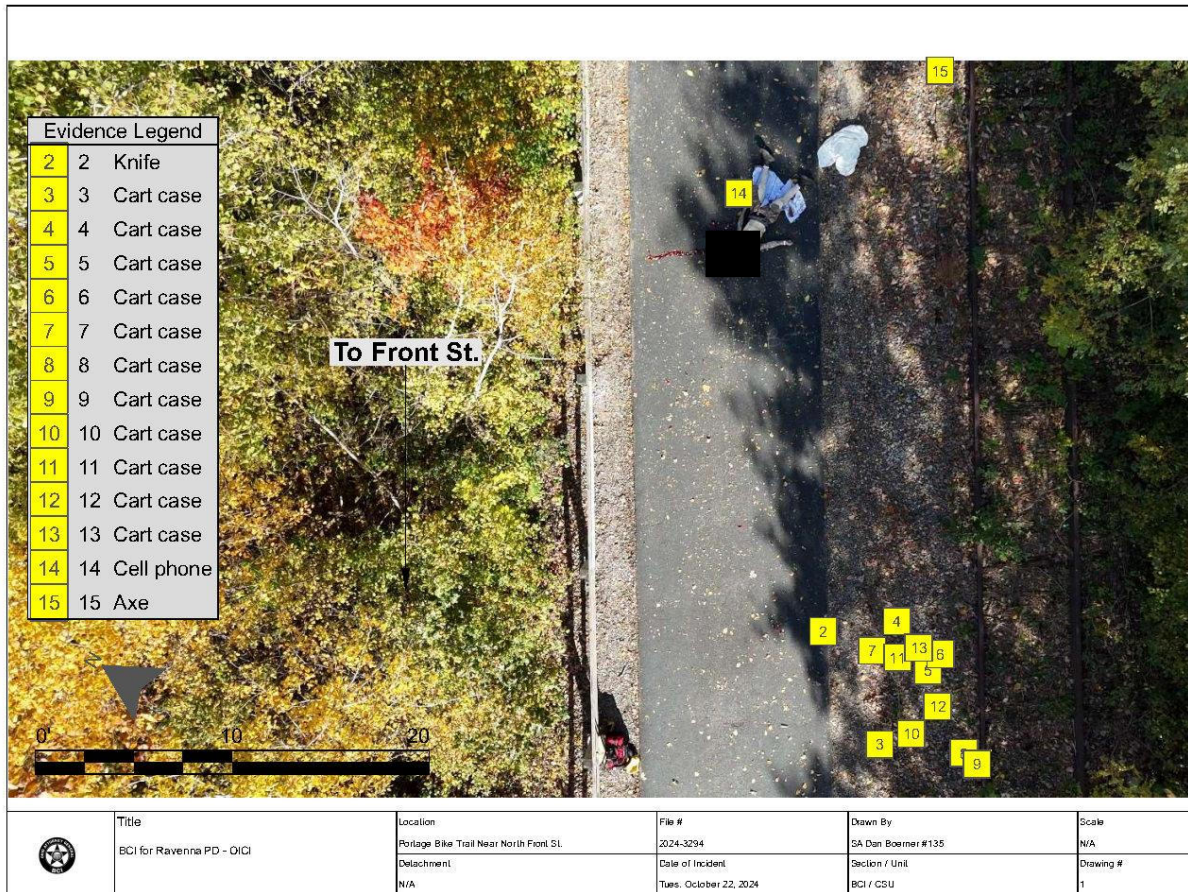 Evidence Legend
2 2 Knife
3 3 Cart case
4 4 Cart case
5 5 Cart case
6 6 Cart case
7 7 Cart case
8 8 Cart case
9 9 Cart case
10 10 Cart case
11 11 Cart case
12 12 Cart case
13 13 Cart case
14 14 Cell phone
15 15 Axe
15
14
To Front St.
2
4
7
11
13
6
5
12
3
10
9
N
0' 10 20
Title
BCI for Ravenna PD - OICI
Location
Portage Bike Trail Near North Front St.
Detachment
N/A
File #
2024-3294
Date of Incident
Tues. October 22, 2024
Drawn By
SA Dan Boerner #135
Section / Unit
BCI / CSU
Scale
N/A
Drawing #
1
BCI